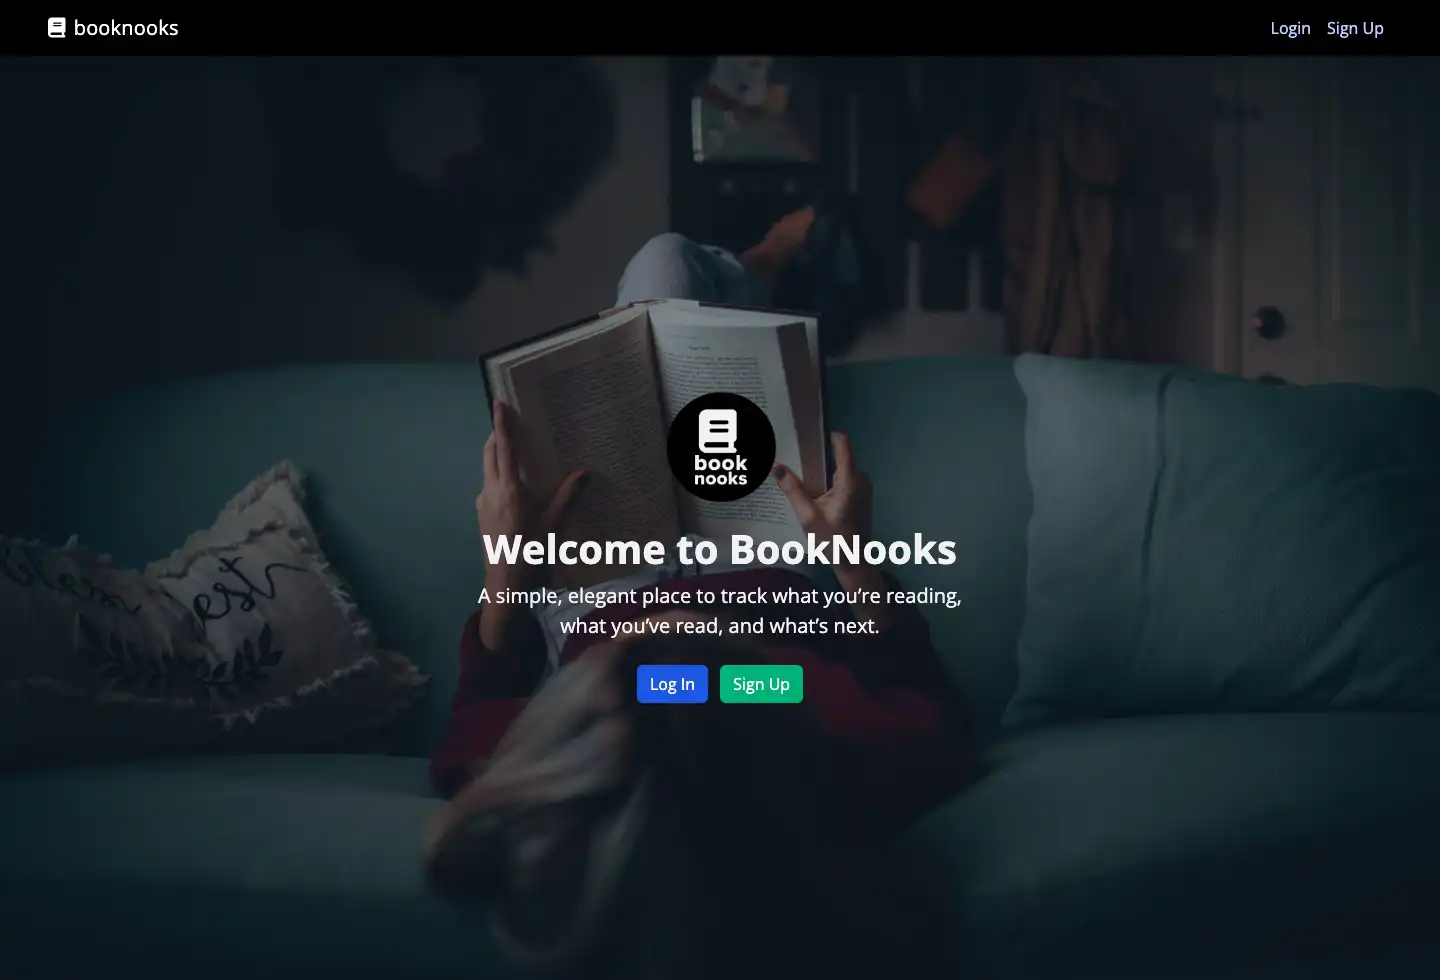 booknooks
Login Sign Up
book
nooks
Welcome to BookNooks
A simple, elegant place to track what you’re reading,
what you’ve read, and what’s next.
Log In Sign Up